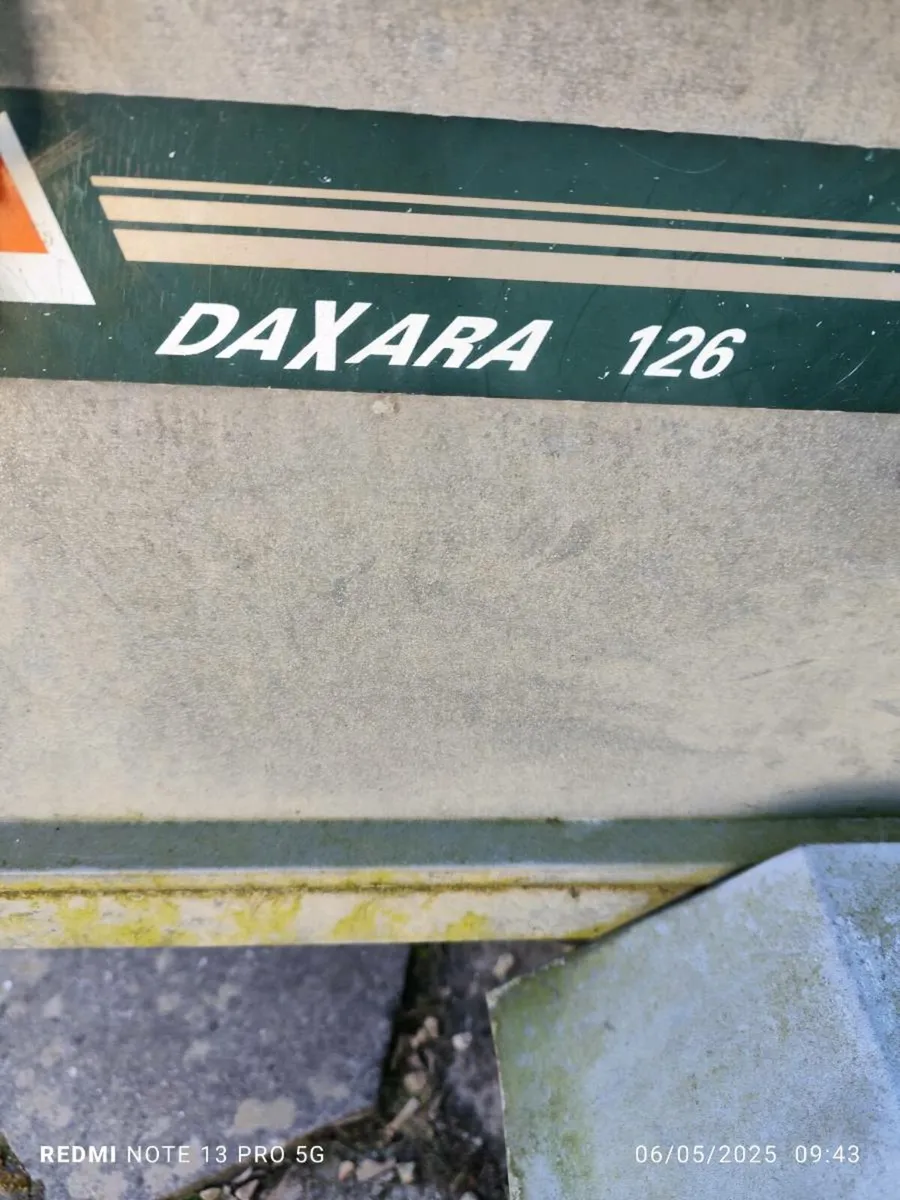 DAXARA 126
REDMI NOTE 13 PRO 5G
06/05/2025 09:43